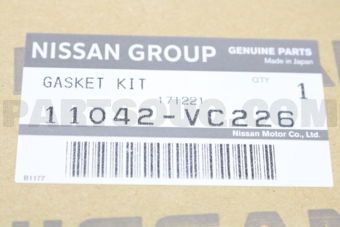 NISSAN GROUP GENUINE PARTS
Made in Japan
GASKET KIT QTY 1
171221
11042-VC226
Nissan Motor Co., Ltd.
B1177